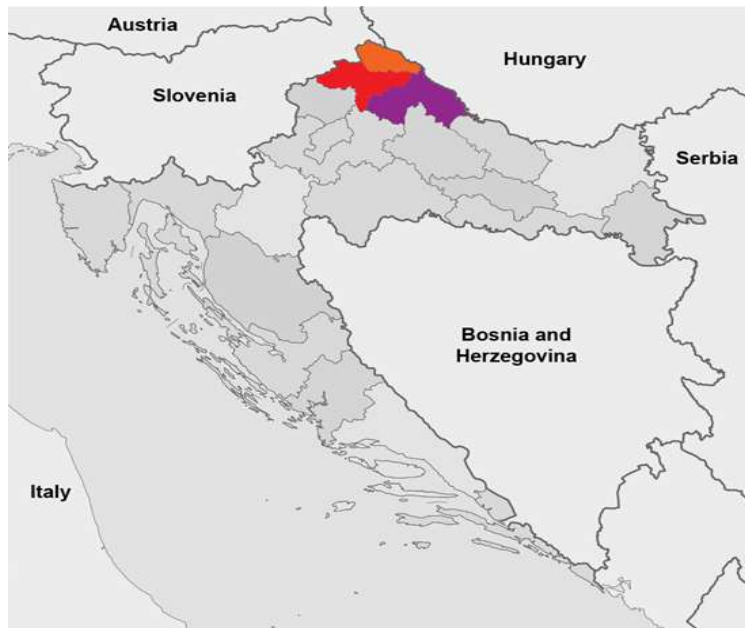 Austria
Hungary
Slovenia
Serbia
Bosnia and
Herzegovina
Italy